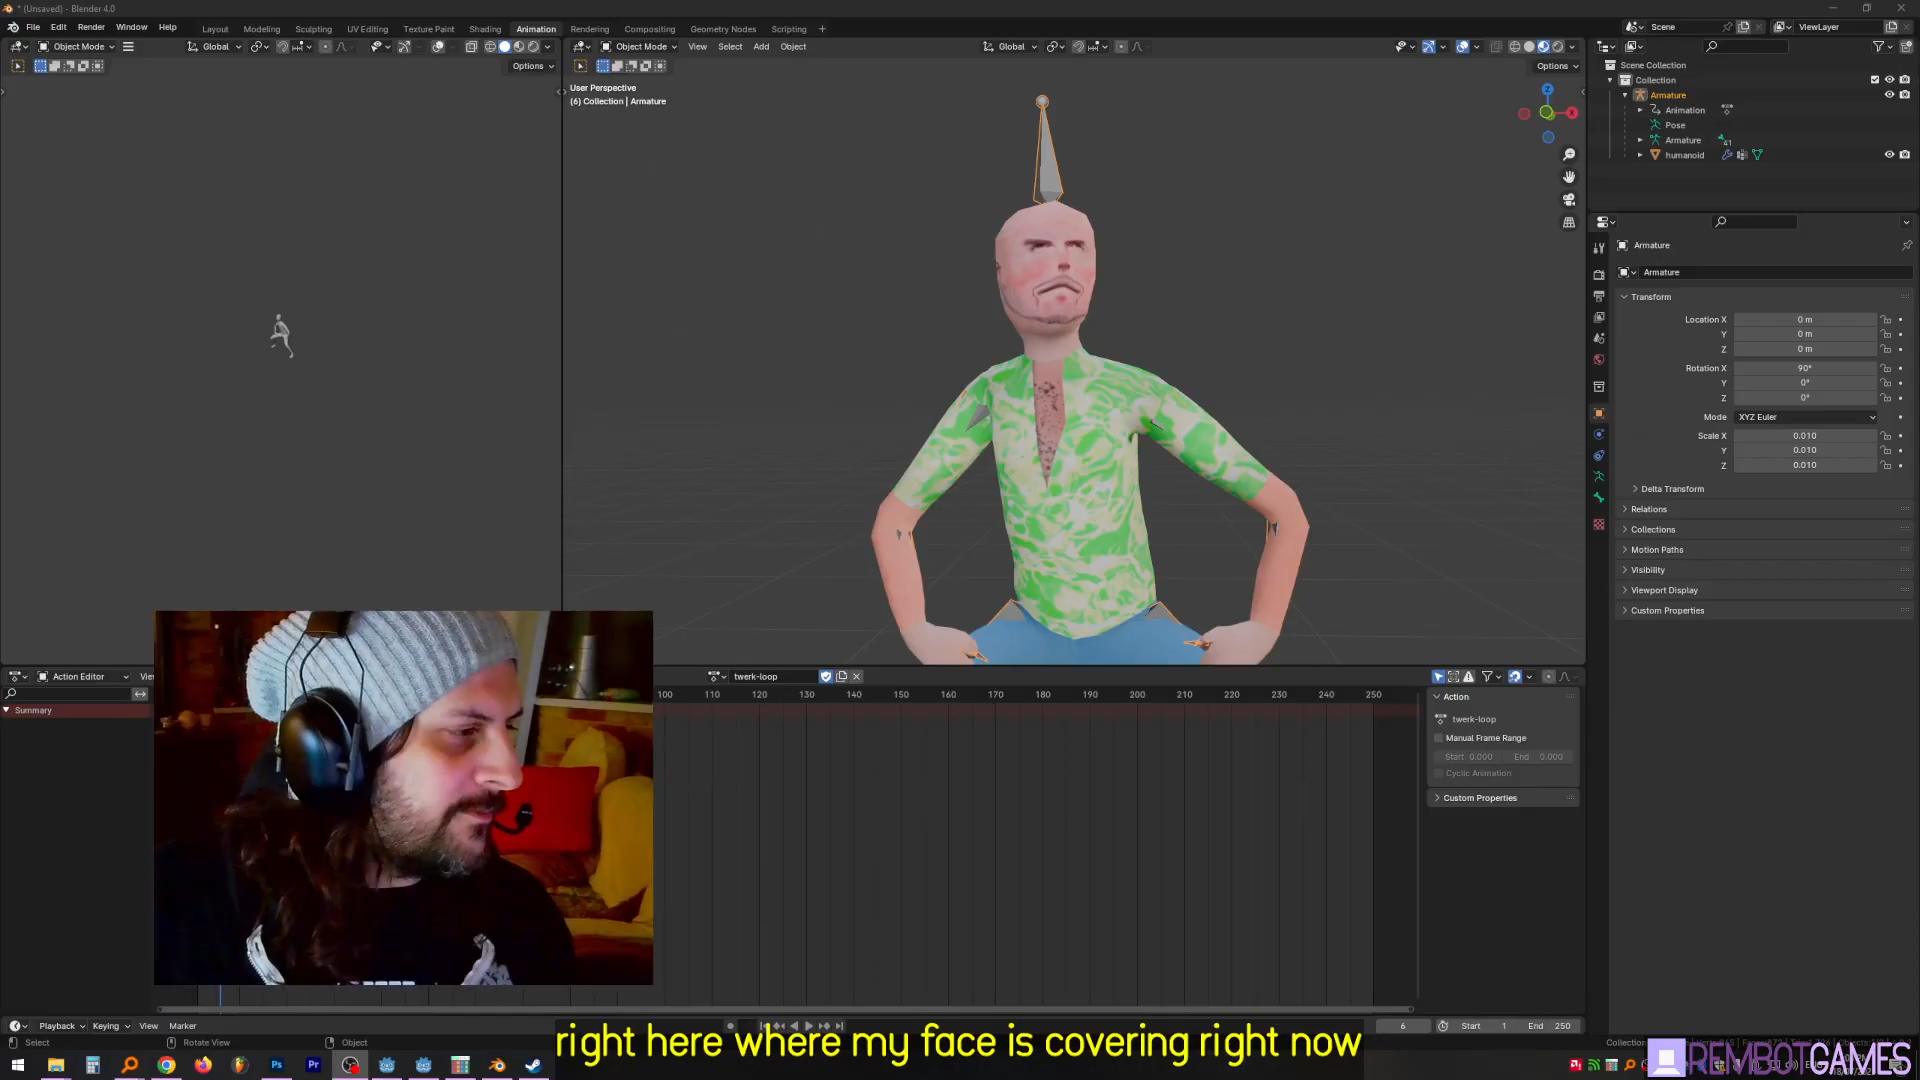 * (Unsaved) - Blender 4.0
File Edit Render Window Help
Layout Modeling Sculpting UV Editing Texture Paint Shading Animation Rendering Compositing Geometry Nodes Scripting +
Scene
ViewLayer
Object Mode
Global
Object Mode View Select Add Object
Global
Options
Options
User Perspective
(6) Collection | Armature
Z
X
Scene Collection
Collection
Armature
Animation
Pose
Armature
41
humanoid
Armature
Armature
Transform
Location X 0 m
Y 0 m
Z 0 m
Rotation X 90°
Y 0°
Z 0°
Mode XYZ Euler
Scale X 0.010
Y 0.010
Z 0.010
Delta Transform
Relations
Collections
Motion Paths
Visibility
Viewport Display
Custom Properties
Action Editor
twerk-loop
Summary
100 110 120 130 140 150 160 170 180 190 200 210 220 230 240 250
Action
twerk-loop
Manual Frame Range
Start 0.000 End 0.000
Cyclic Animation
Custom Properties
Playback Keying View Marker
6 Start 1 End 250
Select Rotate View Object
right here where my face is covering right now
REMBOTGAMES